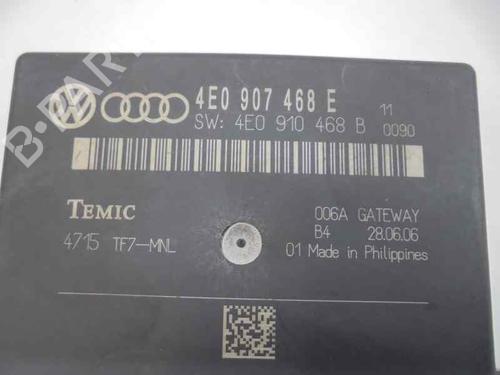 B-PARTS
4E0 907 468 E 11
SW: 4E0 910 468 B 0090
TEMIC
4715 TF7-MNL
006A GATEWAY
B4 28.06.06
01 Made in Philippines